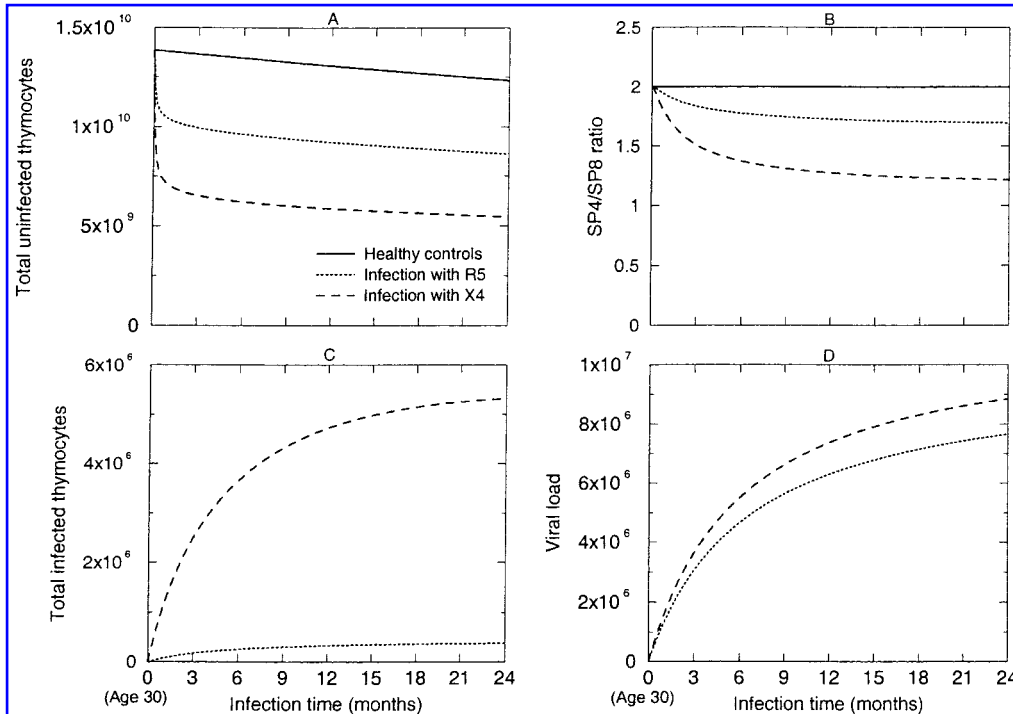 A
Total uninfected thymocytes
1.5x10^10
1x10^10
5x10^9
0
Healthy controls
Infection with R5
Infection with X4
B
SP4/SP8 ratio
2.5
2
1.5
1
0.5
0
C
Total infected thymocytes
6x10^6
4x10^6
2x10^6
0
0 3 6 9 12 15 18 21 24
(Age 30) Infection time (months)
D
Viral load
1x10^7
8x10^6
6x10^6
4x10^6
2x10^6
0
0 3 6 9 12 15 18 21 24
(Age 30) Infection time (months)